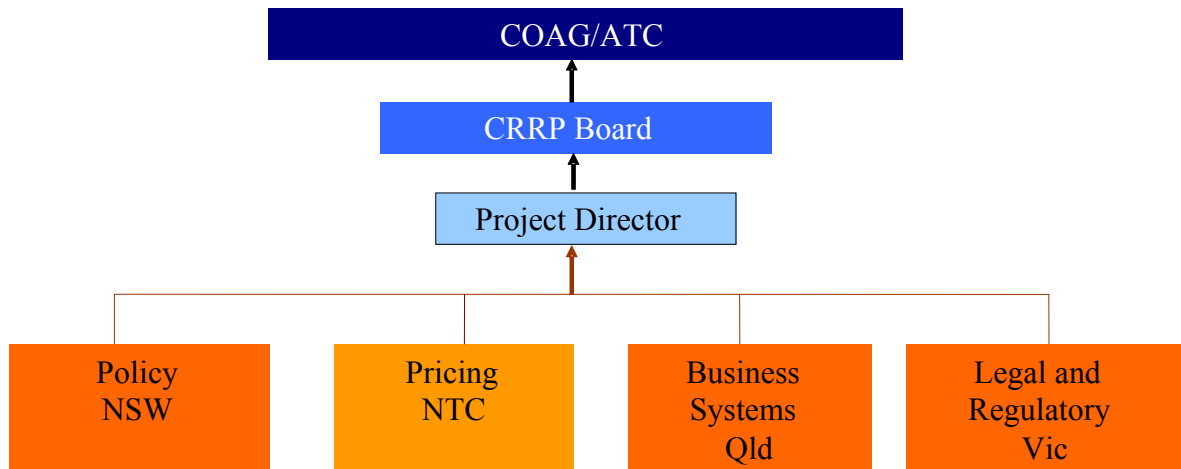 COAG/ATC
CRRP Board
Project Director
Policy
NSW
Pricing
NTC
Business
Systems
Qld
Legal and
Regulatory
Vic